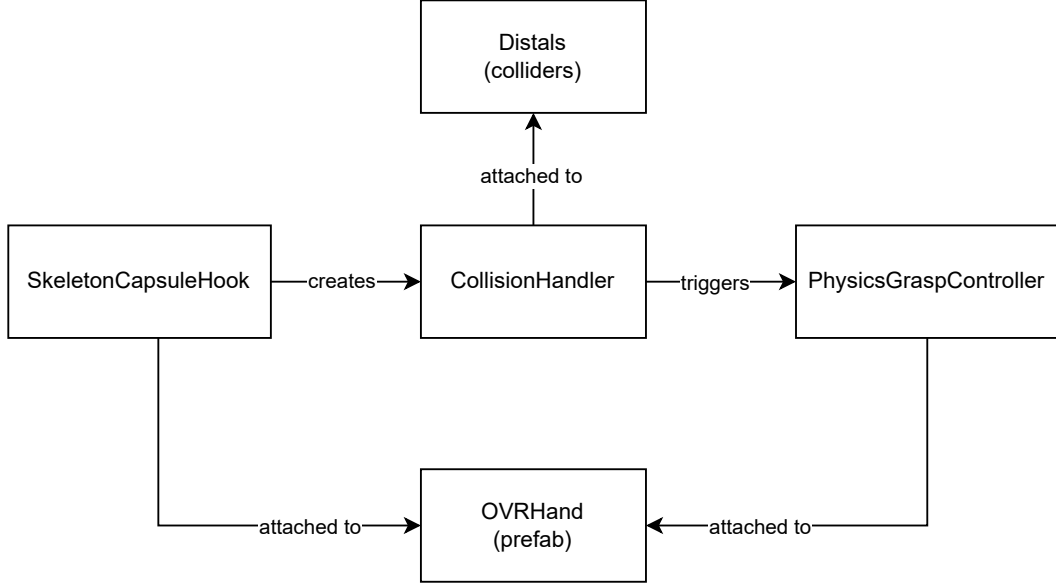 Distals
(colliders)
attached to
SkeletonCapsuleHook
creates
CollisionHandler
triggers
PhysicsGraspController
attached to
OVRHand
(prefab)
attached to